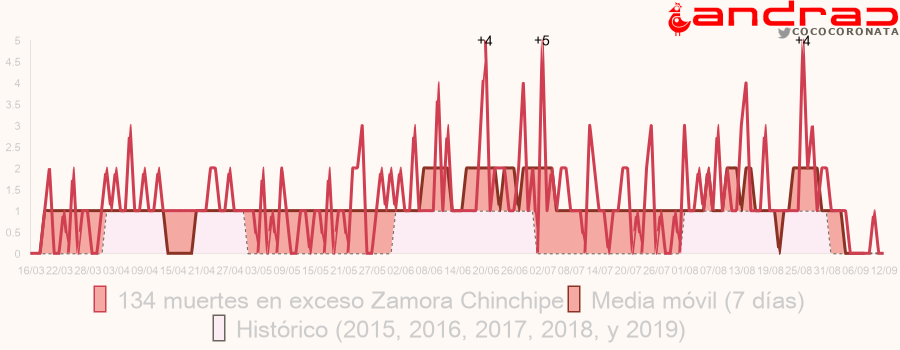 andrac
COCOCORONATA
+4
+5
+4
5
4.5
4
3.5
3
2.5
2
1.5
1
0.5
0
16/03 22/03 28/03 03/04 09/04 15/04 21/04 27/04 03/05 09/05 15/05 21/05 27/05 02/06 08/06 14/06 20/06 26/06 02/07 08/07 14/07 20/07 26/07 01/08 07/08 13/08 19/08 25/08 31/08 06/09 12/09
134 muertes en exceso Zamora Chinchipe Media móvil (7 días)
Histórico (2015, 2016, 2017, 2018, y 2019)